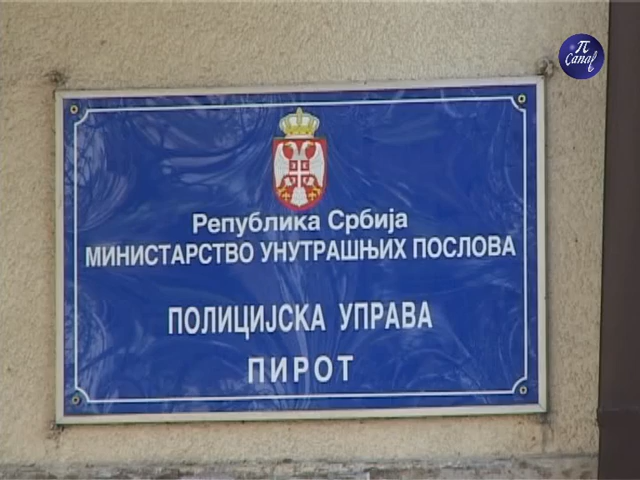 π
Canal
Република Србија
МИНИСТАРСТВО УНУТРАШЊИХ ПОСЛОВА
ПОЛИЦИЈСКА УПРАВА
ПИРОТ